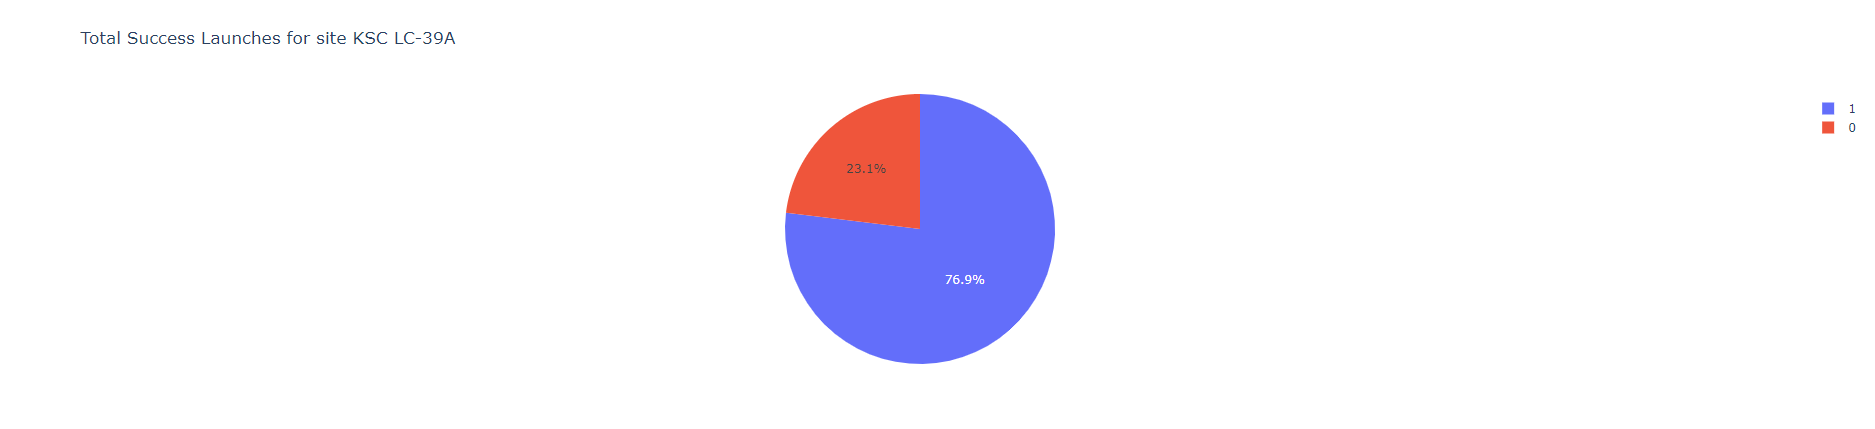 Total Success Launches for site KSC LC-39A
1
0
23.1%
76.9%